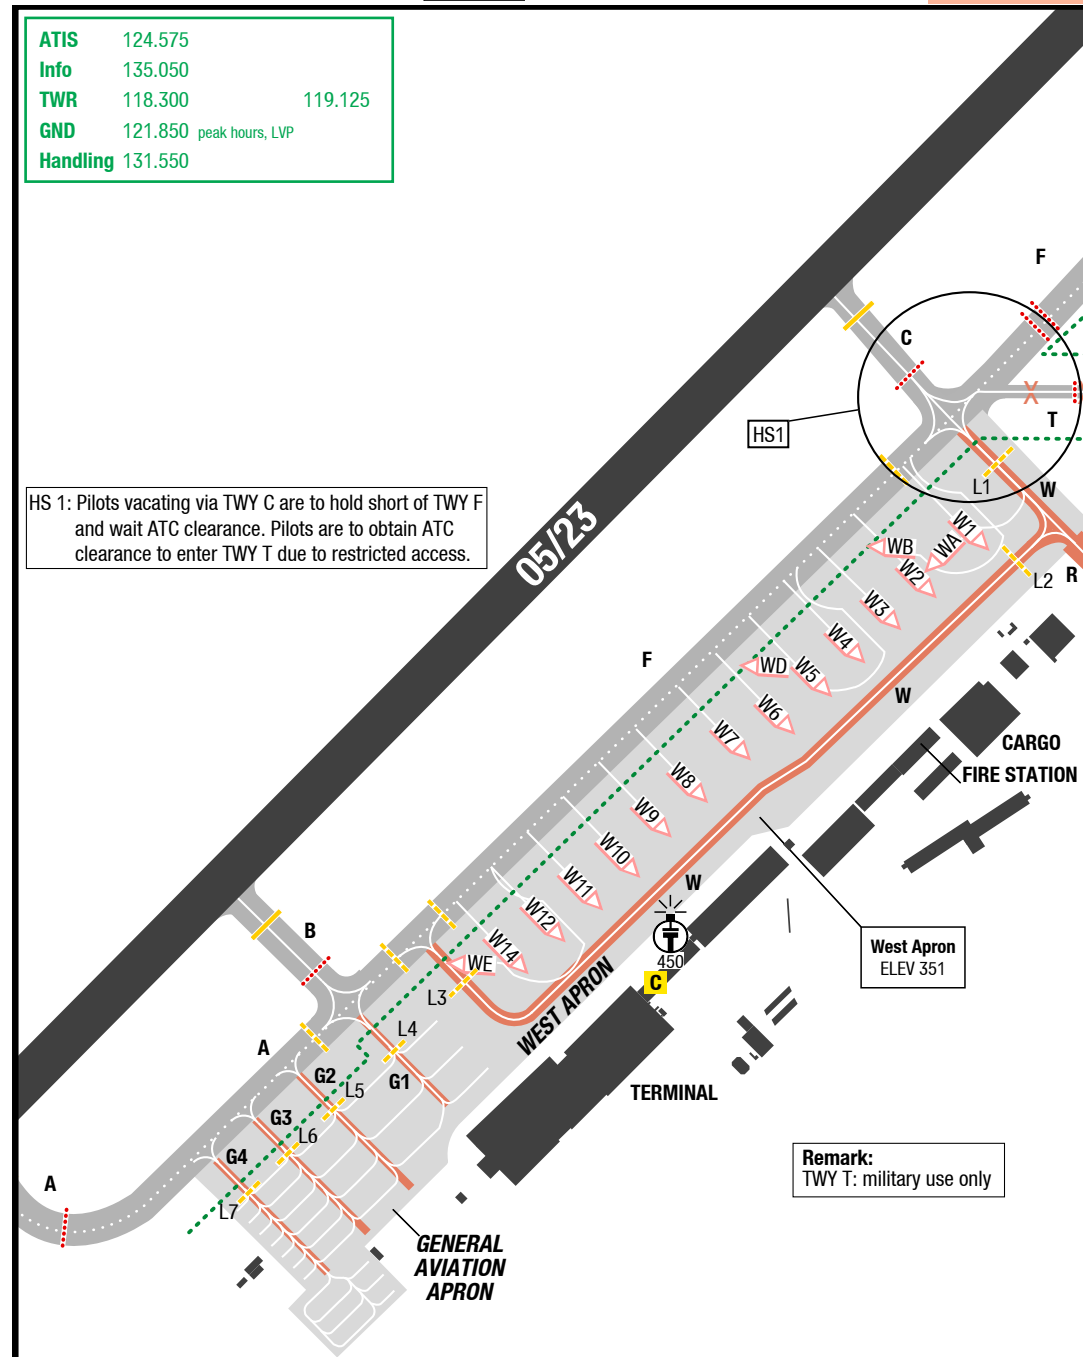 ATIS 124.575
Info 135.050
TWR 118.300 119.125
GND 121.850 peak hours, LVP
Handling 131.550
F
C
HS1
T
L1
W
HS 1: Pilots vacating via TWY C are to hold short of TWY F
and wait ATC clearance. Pilots are to obtain ATC
clearance to enter TWY T due to restricted access.
05/23
W1
WA
WB
W2
L2
R
W3
W4
F
WD
W5
W
W6
W7
CARGO
FIRE STATION
W8
W9
W10
W
W11
W12
B
W14
WE
450
C
West Apron
ELEV 351
L3
WEST APRON
L4
A
G2
G1
L5
TERMINAL
G3
L6
G4
A
L7
Remark:
TWY T: military use only
GENERAL
AVIATION
APRON